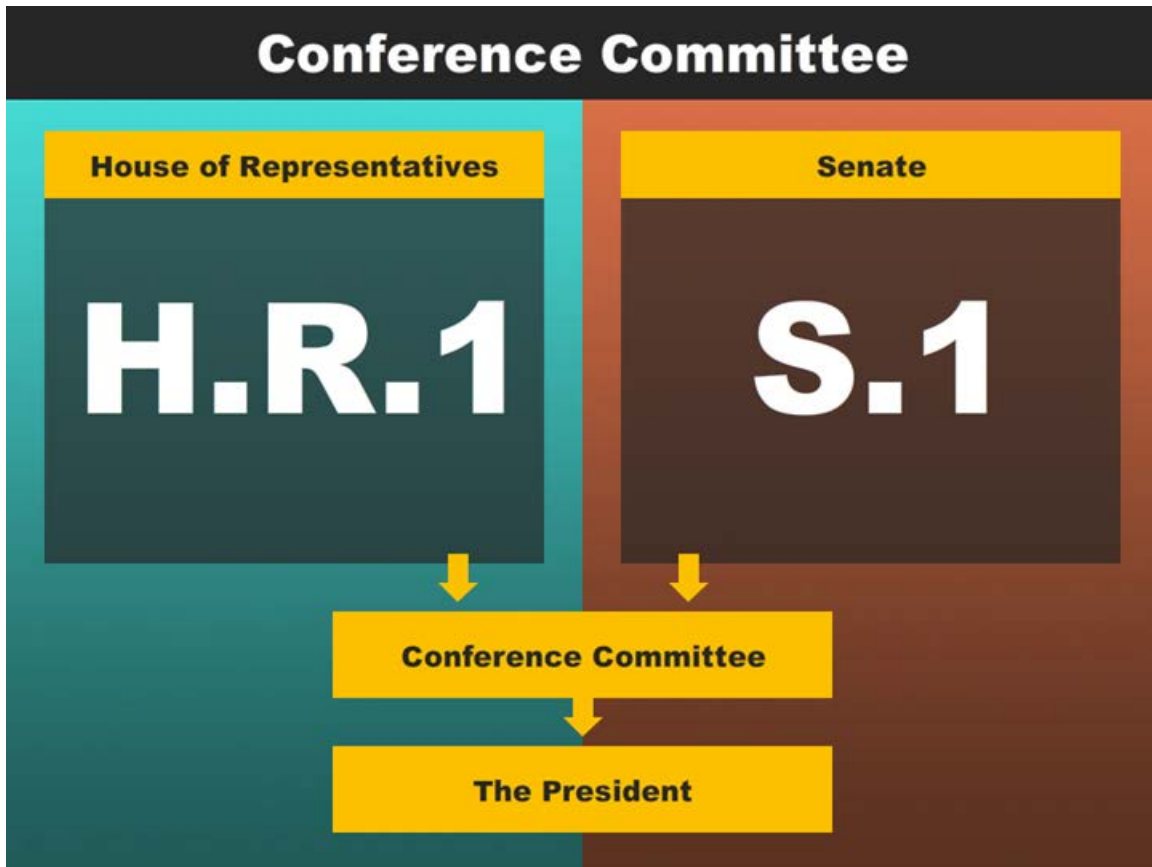 Conference Committee
House of Representatives
H.R.1
Senate
S.1
Conference Committee
The President